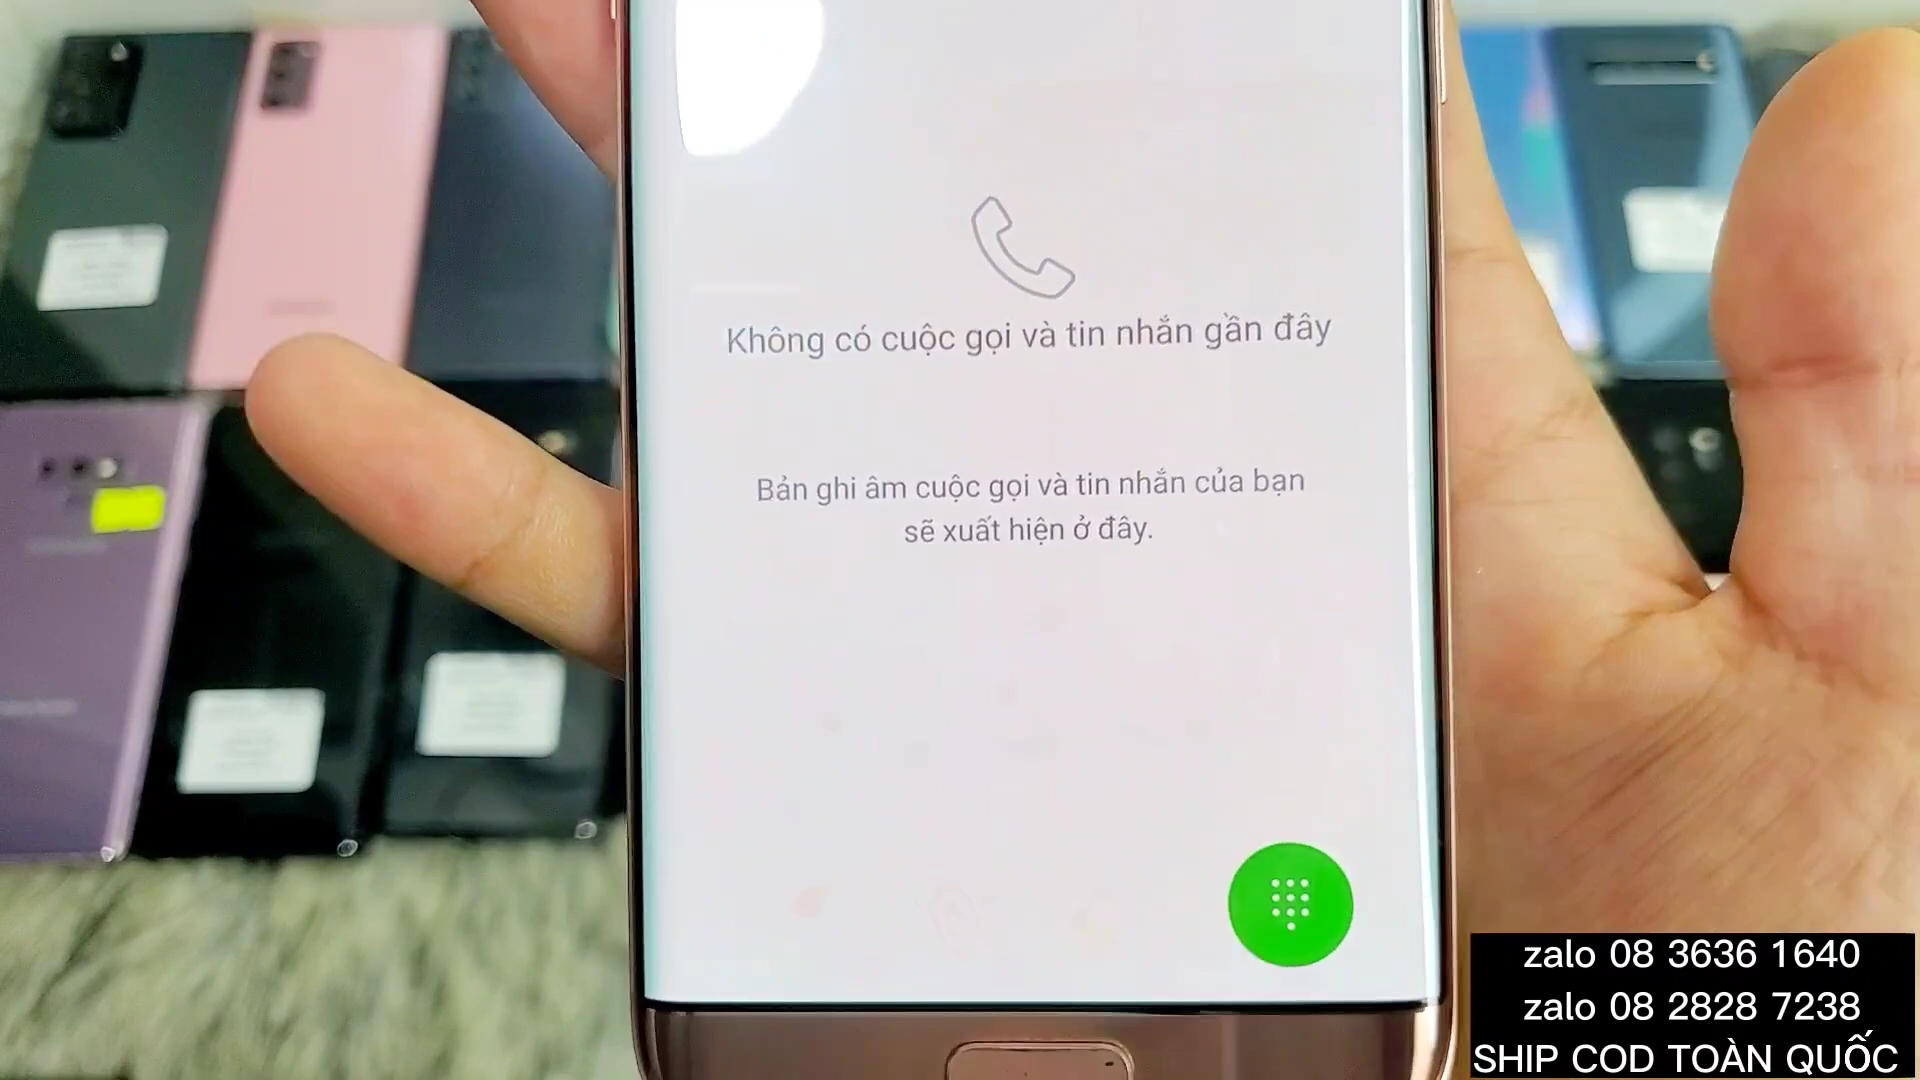 Không có cuộc gọi và tin nhắn gần đây
Bản ghi âm cuộc gọi và tin nhắn của bạn
sẽ xuất hiện ở đây.
zalo 08 3636 1640
zalo 08 2828 7238
SHIP COD TOÀN QUỐC